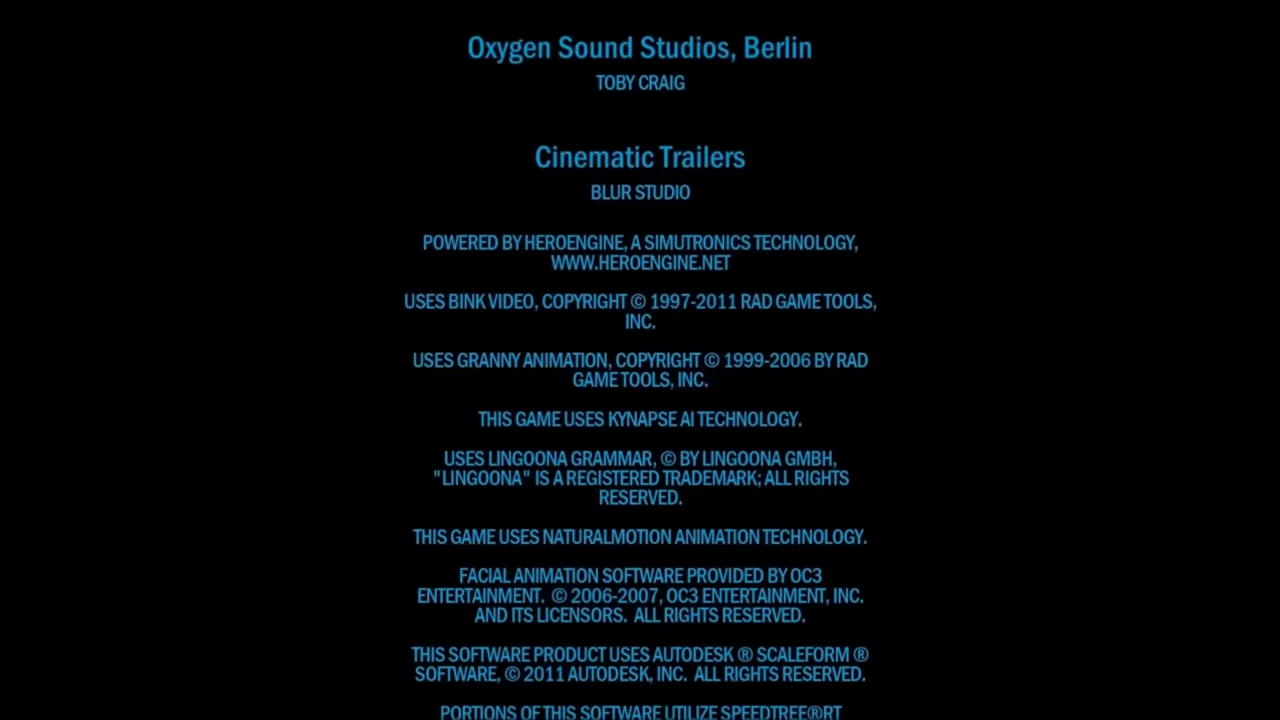 Oxygen Sound Studios, Berlin
TOBY CRAIG
Cinematic Trailers
BLUR STUDIO
POWERED BY HEROENGINE, A SIMUTRONICS TECHNOLOGY,
WWW.HEROENGINE.NET
USES BINK VIDEO, COPYRIGHT © 1997-2011 RAD GAME TOOLS,
INC.
USES GRANNY ANIMATION, COPYRIGHT © 1999-2006 BY RAD
GAME TOOLS, INC.
THIS GAME USES KYNAPSE AI TECHNOLOGY.
USES LINGOONA GRAMMAR, © BY LINGOONA GMBH,
"LINGOONA" IS A REGISTERED TRADEMARK; ALL RIGHTS
RESERVED.
THIS GAME USES NATURALMOTION ANIMATION TECHNOLOGY.
FACIAL ANIMATION SOFTWARE PROVIDED BY OC3
ENTERTAINMENT.  © 2006-2007, OC3 ENTERTAINMENT, INC.
AND ITS LICENSORS.  ALL RIGHTS RESERVED.
THIS SOFTWARE PRODUCT USES AUTODESK ® SCALEFORM ®
SOFTWARE, © 2011 AUTODESK, INC.  ALL RIGHTS RESERVED.
PORTIONS OF THIS SOFTWARE UTILIZE SPEEDTREE®RT